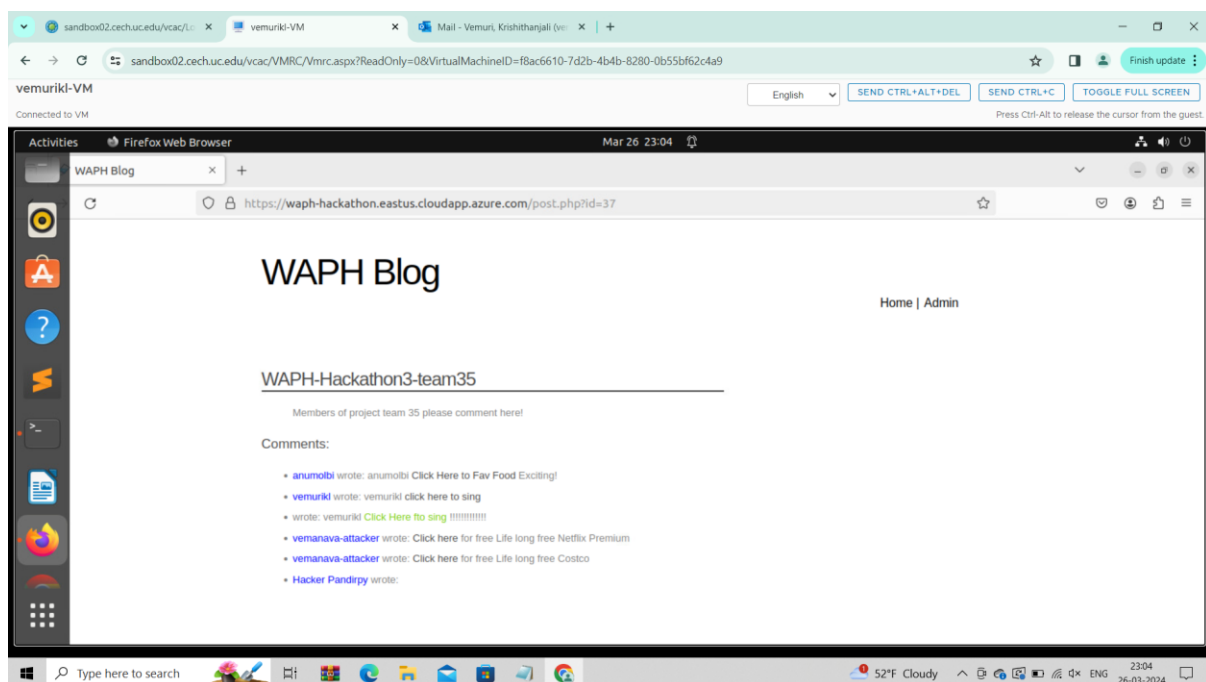 sandbox02.cech.uc.edu/vcac/Lo
vemurikl-VM
Mail - Vemuri, Krishithanjali (ve
sandbox02.cech.uc.edu/vcac/VMRC/Vmrc.aspx?ReadOnly=0&VirtualMachineID=f8ac6610-7d2b-4b4b-8280-0b55bf62c4a9
Finish update
vemurikl-VM
English
SEND CTRL+ALT+DEL
SEND CTRL+C
TOGGLE FULL SCREEN
Connected to VM
Press Ctrl-Alt to release the cursor from the guest.
Activities
Firefox Web Browser
Mar 26 23:04
WAPH Blog
https://waph-hackathon.eastus.cloudapp.azure.com/post.php?id=37
WAPH Blog
Home | Admin
WAPH-Hackathon3-team35
Members of project team 35 please comment here!
Comments:
anumolbi wrote: anumolbi Click Here to Fav Food Exciting!
vemurikl wrote: vemurikl click here to sing
wrote: vemurikl Click Here fto sing !!!!!!!!!!!!!
vemanava-attacker wrote: Click here for free Life long free Netflix Premium
vemanava-attacker wrote: Click here for free Life long free Costco
Hacker Pandirpy wrote:
Type here to search
52°F Cloudy
ENG
23:04
26-03-2024